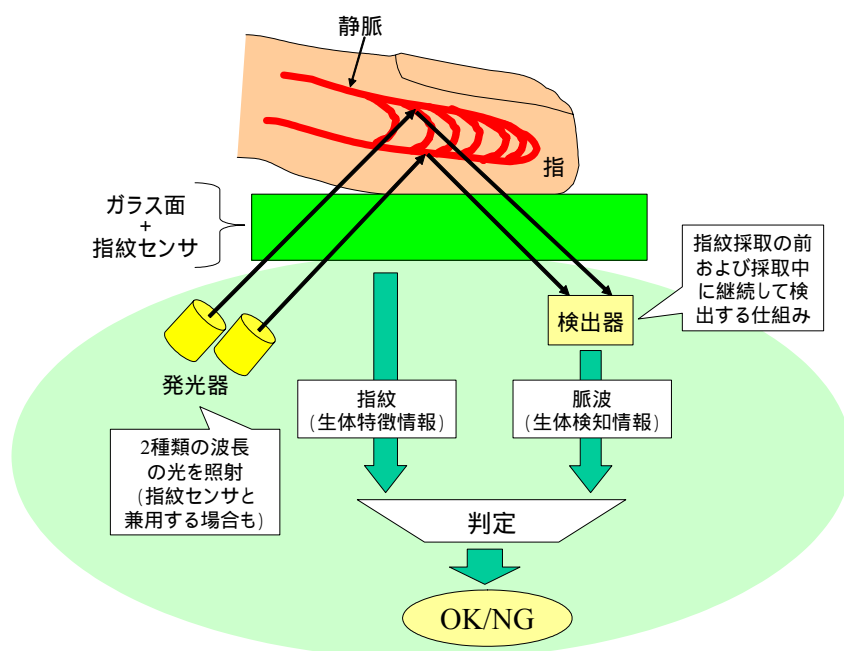 静脈
指
ガラス面
+
指紋センサ
指紋採取の前
および採取中
に継続して検
出する仕組み
検出器
発光器
2種類の波長
の光を照射
(指紋センサと
兼用する場合も)
指紋
(生体特徴情報)
脈波
(生体検知情報)
判定
OK/NG